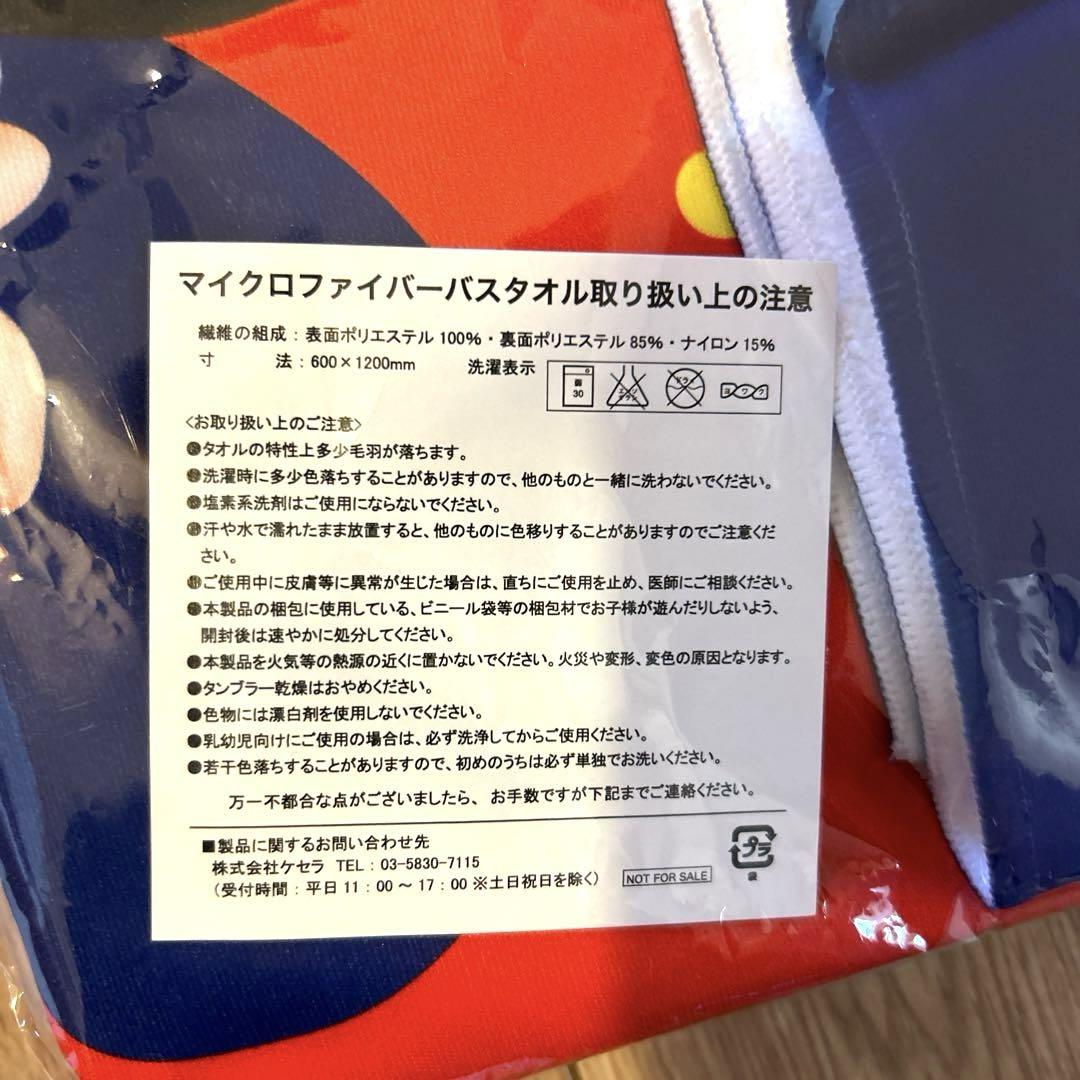 マイクロファイバーバスタオル取り扱い上の注意
繊維の組成：表面ポリエステル 100%・裏面ポリエステル 85%・ナイロン 15%
寸　　法：600×1200mm　　洗濯表示
弱
30
エンソ
サラシ
ドライ
ヨワク
〈お取り扱い上のご注意〉
●タオルの特性上多少毛羽が落ちます。
●洗濯時に多少色落ちすることがありますので、他のものと一緒に洗わないでください。
●塩素系洗剤はご使用にならないでください。
●汗や水で濡れたまま放置すると、他のものに色移りすることがありますのでご注意くだ
さい。
●ご使用中に皮膚等に異常が生じた場合は、直ちにご使用を止め、医師にご相談ください。
●本製品の梱包に使用している、ビニール袋等の梱包材でお子様が遊んだりしないよう、
開封後は速やかに処分してください。
●本製品を火気等の熱源の近くに置かないでください。火災や変形、変色の原因となります。
●タンブラー乾燥はおやめください。
●色物には漂白剤を使用しないでください。
●乳幼児向けにご使用の場合は、必ず洗浄してからご使用ください。
●若干色落ちすることがありますので、初めのうちは必ず単独でお洗いください。
万一不都合な点がございましたら、お手数ですが下記までご連絡ください。
■製品に関するお問い合わせ先
株式会社ケセラ TEL：03-5830-7115
（受付時間：平日 11：00 ～ 17：00 ※土日祝日を除く）
NOT FOR SALE
プラ
袋